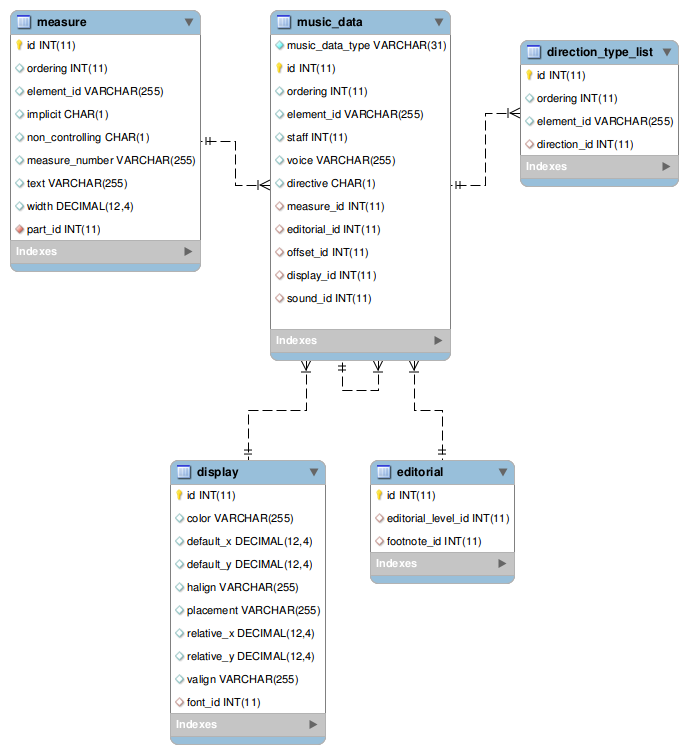 measure
id INT(11)
ordering INT(11)
element_id VARCHAR(255)
implicit CHAR(1)
non_controlling CHAR(1)
measure_number VARCHAR(255)
text VARCHAR(255)
width DECIMAL(12,4)
part_id INT(11)
Indexes
music_data
music_data_type VARCHAR(31)
id INT(11)
ordering INT(11)
element_id VARCHAR(255)
staff INT(11)
voice VARCHAR(255)
directive CHAR(1)
measure_id INT(11)
editorial_id INT(11)
offset_id INT(11)
display_id INT(11)
sound_id INT(11)
Indexes
direction_type_list
id INT(11)
ordering INT(11)
element_id VARCHAR(255)
direction_id INT(11)
Indexes
display
id INT(11)
color VARCHAR(255)
default_x DECIMAL(12,4)
default_y DECIMAL(12,4)
halign VARCHAR(255)
placement VARCHAR(255)
relative_x DECIMAL(12,4)
relative_y DECIMAL(12,4)
valign VARCHAR(255)
font_id INT(11)
Indexes
editorial
id INT(11)
editorial_level_id INT(11)
footnote_id INT(11)
Indexes